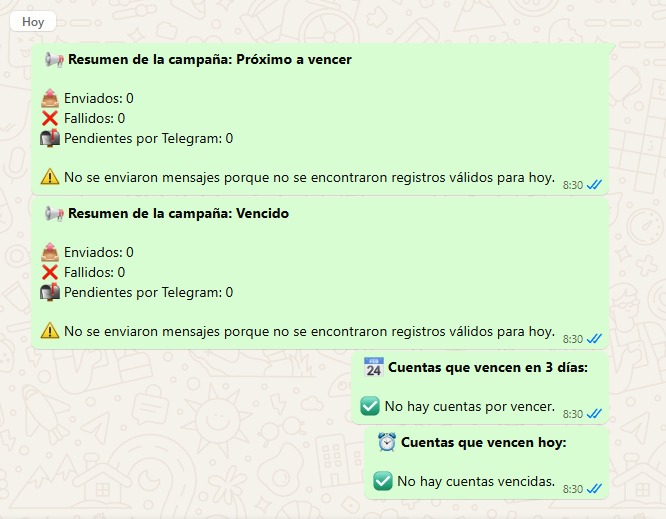 Hoy
📢 Resumen de la campaña: Próximo a vencer
📤 Enviados: 0
❌ Fallidos: 0
📬 Pendientes por Telegram: 0
⚠️ No se enviaron mensajes porque no se encontraron registros válidos para hoy.
8:30
📢 Resumen de la campaña: Vencido
📤 Enviados: 0
❌ Fallidos: 0
📬 Pendientes por Telegram: 0
⚠️ No se enviaron mensajes porque no se encontraron registros válidos para hoy.
8:30
📅 Cuentas que vencen en 3 días:
✅ No hay cuentas por vencer.
8:30
⏰ Cuentas que vencen hoy:
✅ No hay cuentas vencidas.
8:30